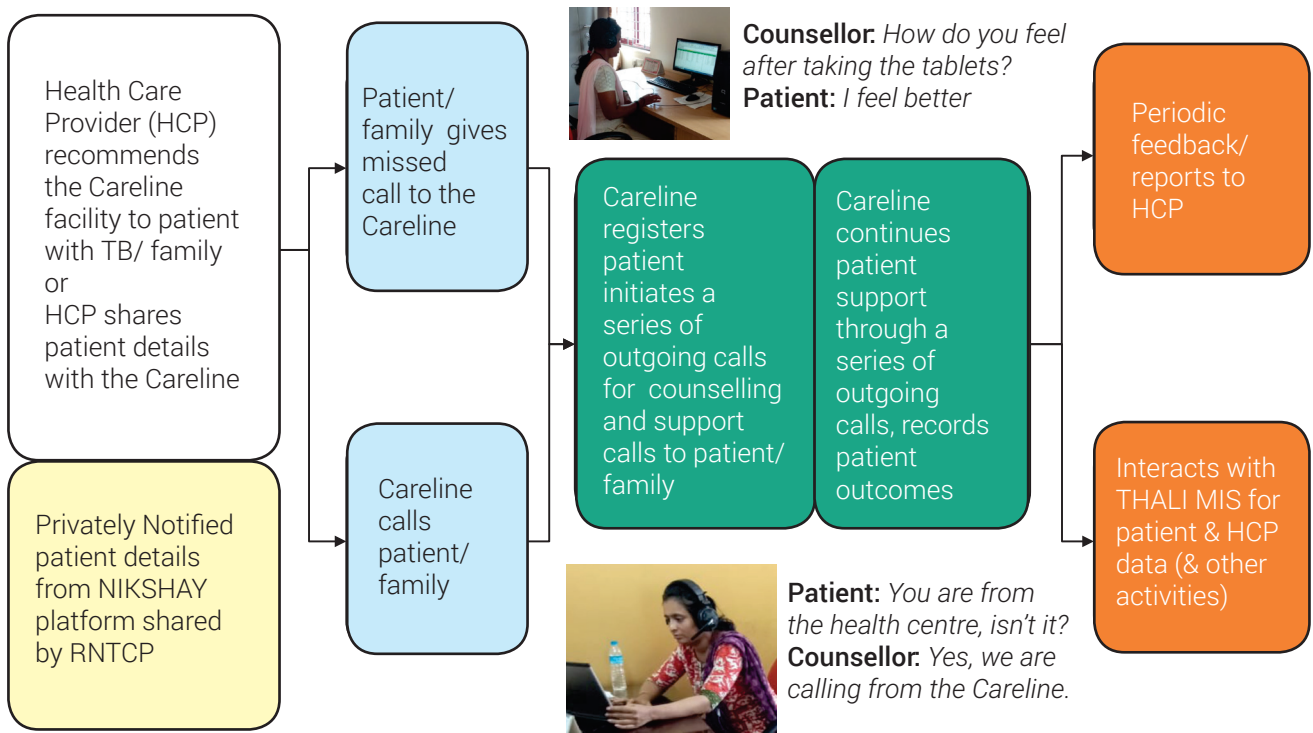 Health Care
Provider (HCP)
recommends
the Careline
facility to patient
with TB/ family
or
HCP shares
patient details
with the Careline
Privately Notified
patient details
from NIKSHAY
platform shared
by RNTCP
Patient/
family gives
missed
call to the
Careline
Careline
calls
patient/
family
Counsellor: How do you feel
after taking the tablets?
Patient: I feel better
Careline
registers
patient
initiates a
series of
outgoing calls
for counselling
and support
calls to patient/
family
Careline
continues
patient
support
through a
series of
outgoing
calls, records
patient
outcomes
Patient: You are from
the health centre, isn't it?
Counsellor: Yes, we are
calling from the Careline.
Periodic
feedback/
reports to
HCP
Interacts with
THALI MIS for
patient & HCP
data (& other
activities)